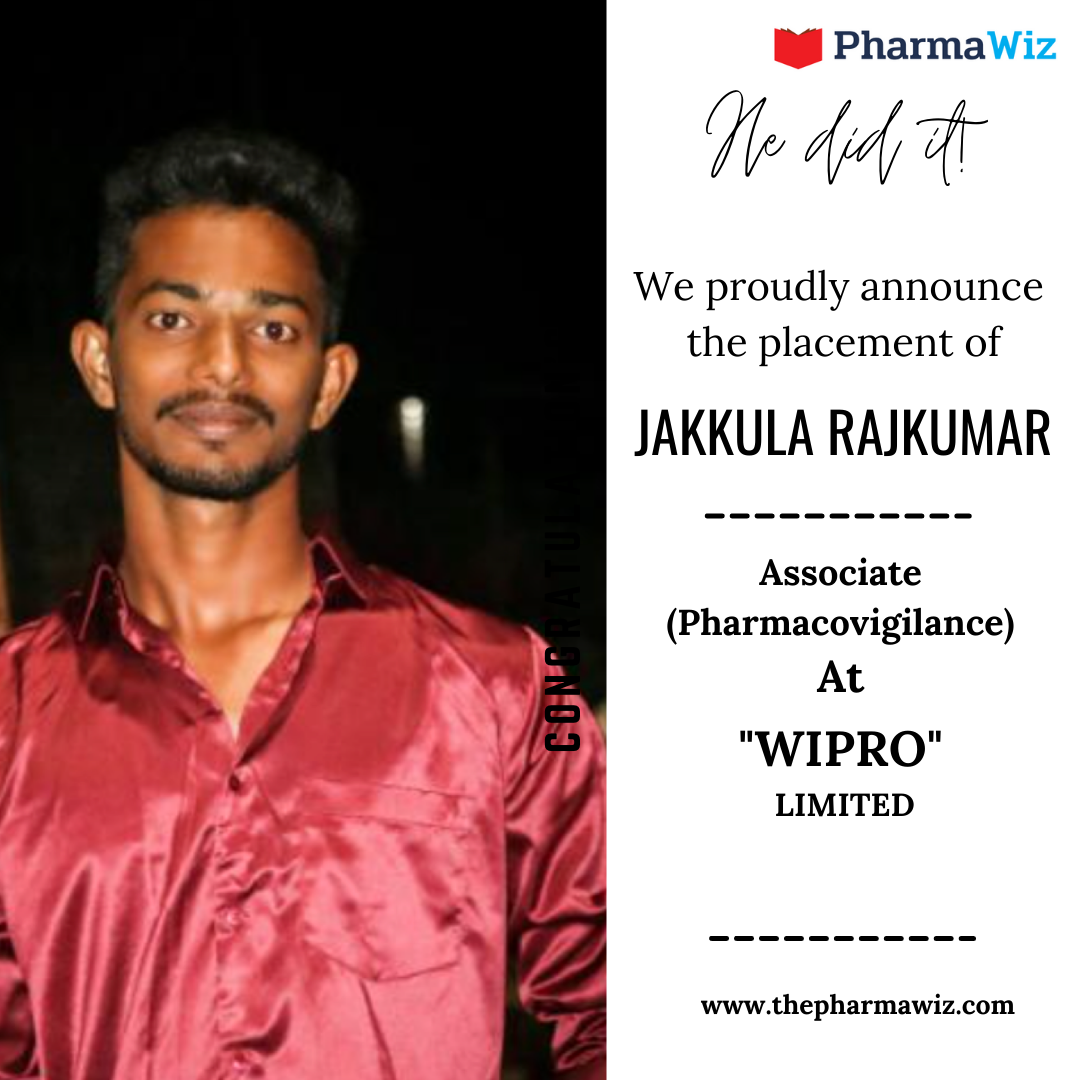 PharmaWiz
He did it!
We proudly announce
the placement of
JAKKULA RAJKUMAR
Associate
(Pharmacovigilance)
At
"WIPRO"
LIMITED
www.thepharmawiz.com